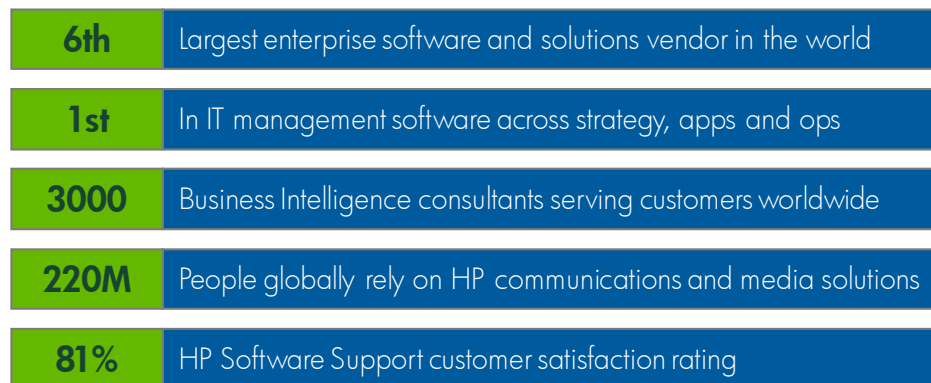 6th Largest enterprise software and solutions vendor in the world
1st In IT management software across strategy, apps and ops
3000 Business Intelligence consultants serving customers worldwide
220M People globally rely on HP communications and media solutions
81% HP Software Support customer satisfaction rating